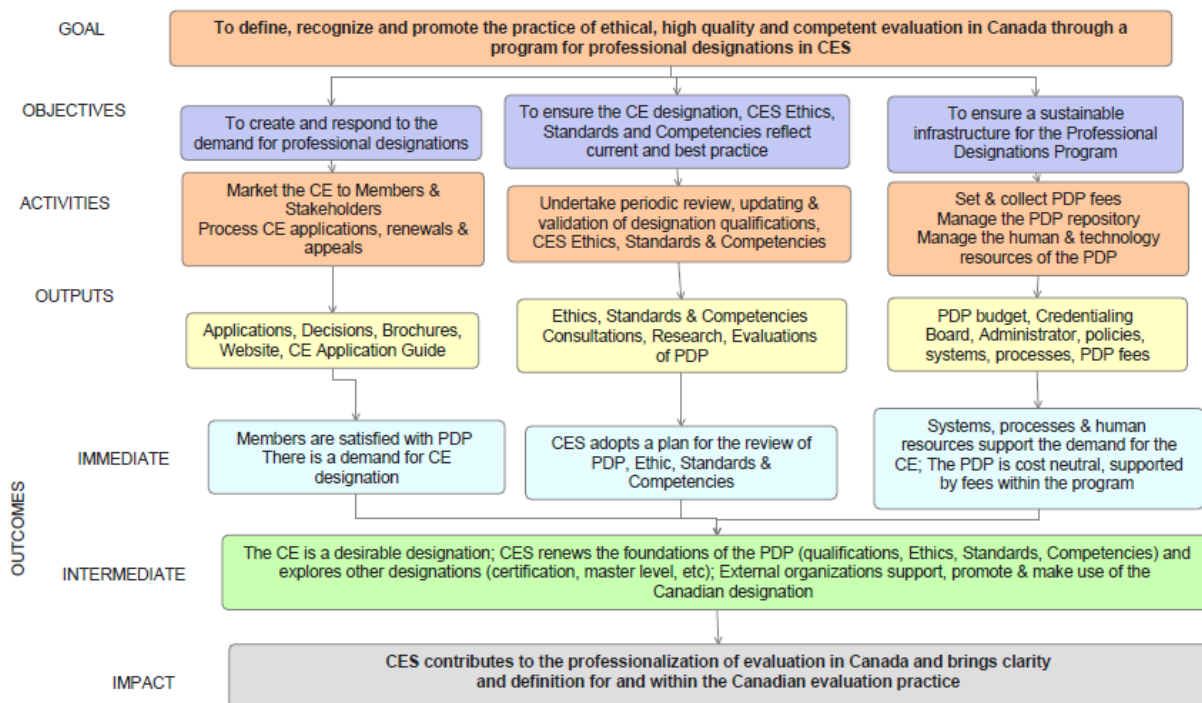 GOAL
To define, recognize and promote the practice of ethical, high quality and competent evaluation in Canada through a
program for professional designations in CES
OBJECTIVES
To create and respond to the
demand for professional designations
To ensure the CE designation, CES Ethics,
Standards and Competencies reflect
current and best practice
To ensure a sustainable
infrastructure for the Professional
Designations Program
ACTIVITIES
Market the CE to Members &
Stakeholders
Process CE applications, renewals &
appeals
Undertake periodic review, updating &
validation of designation qualifications,
CES Ethics, Standards & Competencies
Set & collect PDP fees
Manage the PDP repository
Manage the human & technology
resources of the PDP
OUTPUTS
Applications, Decisions, Brochures,
Website, CE Application Guide
Ethics, Standards & Competencies
Consultations, Research, Evaluations
of PDP
PDP budget, Credentialing
Board, Administrator, policies,
systems, processes, PDP fees
OUTCOMES
IMMEDIATE
Members are satisfied with PDP
There is a demand for CE
designation
CES adopts a plan for the review of
PDP, Ethic, Standards &
Competencies
Systems, processes & human
resources support the demand for the
CE; The PDP is cost neutral, supported
by fees within the program
INTERMEDIATE
The CE is a desirable designation; CES renews the foundations of the PDP (qualifications, Ethics, Standards, Competencies) and
explores other designations (certification, master level, etc); External organizations support, promote & make use of the
Canadian designation
IMPACT
CES contributes to the professionalization of evaluation in Canada and brings clarity
and definition for and within the Canadian evaluation practice